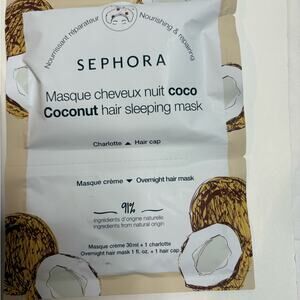 Nourrissant réparateur Nourishing & repairing
SEPHORA
Masque cheveux nuit coco
Coconut hair sleeping mask
Charlotte ▲ Hair cap
Masque crème ▼ Overnight hair mask
91%
ingrédients d'origine naturelle
ingredients from natural origin
Masque crème 30ml + 1 charlotte
Overnight hair mask 1 fl. oz. + 1 hair cap